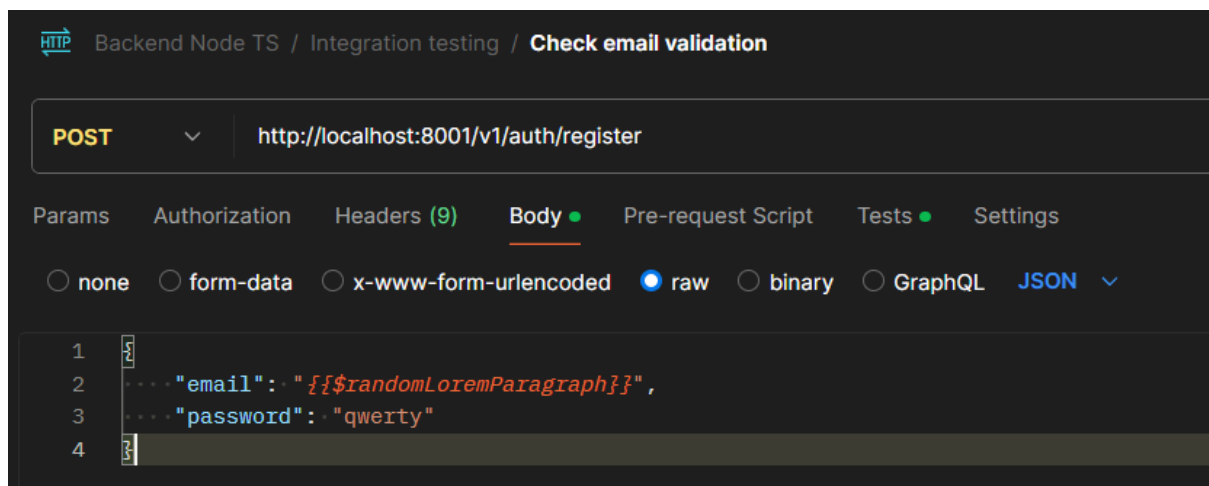 HTTP Backend Node TS / Integration testing / Check email validation
POST http://localhost:8001/v1/auth/register
Params Authorization Headers (9) Body Pre-request Script Tests Settings
none form-data x-www-form-urlencoded raw binary GraphQL JSON
1 {
2 ····"email":·"{{$randomLoremParagraph}}",
3 ····"password":·"qwerty"
4 }